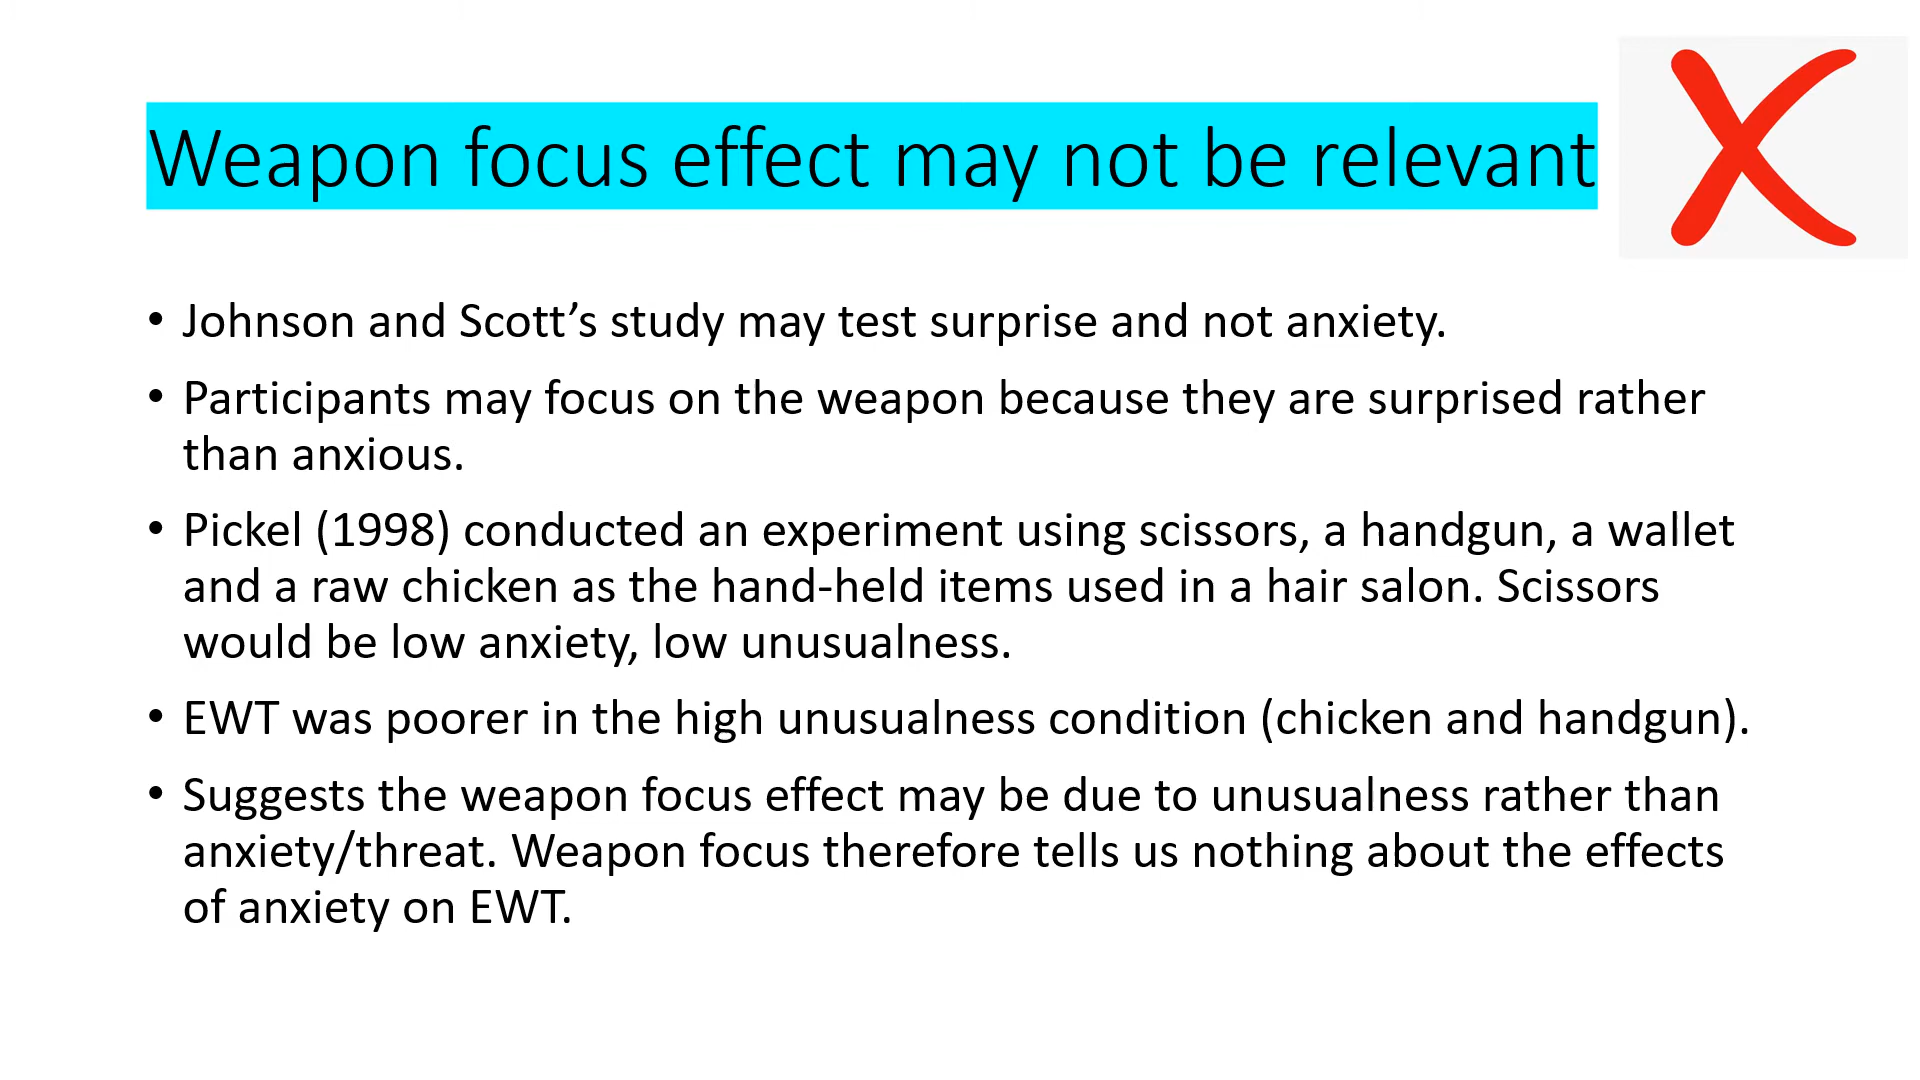 Weapon focus effect may not be relevant
• Johnson and Scott’s study may test surprise and not anxiety.
• Participants may focus on the weapon because they are surprised rather
than anxious.
• Pickel (1998) conducted an experiment using scissors, a handgun, a wallet
and a raw chicken as the hand-held items used in a hair salon. Scissors
would be low anxiety, low unusualness.
• EWT was poorer in the high unusualness condition (chicken and handgun).
• Suggests the weapon focus effect may be due to unusualness rather than
anxiety/threat. Weapon focus therefore tells us nothing about the effects
of anxiety on EWT.